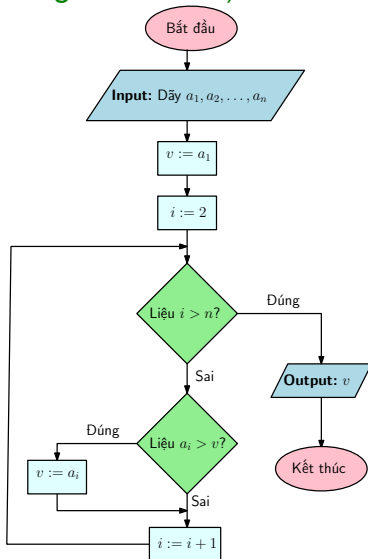 Bắt đầu
Input: Dãy a₁, a₂, . . . , aₙ
v := a₁
i := 2
Liệu i > n?
Đúng
Sai
Output: v
Liệu aᵢ > v?
Đúng
v := aᵢ
Sai
Kết thúc
i := i + 1